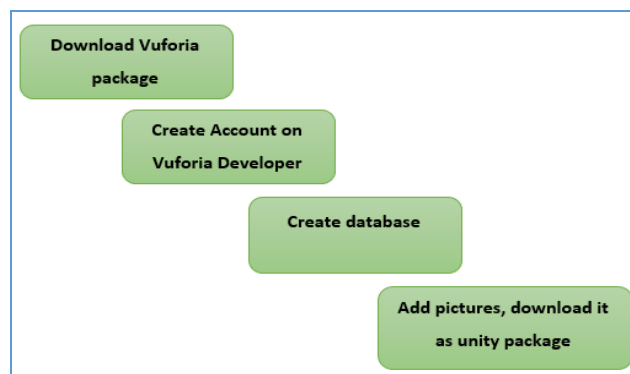 Download Vuforia
package
Create Account on
Vuforia Developer
Create database
Add pictures, download it
as unity package